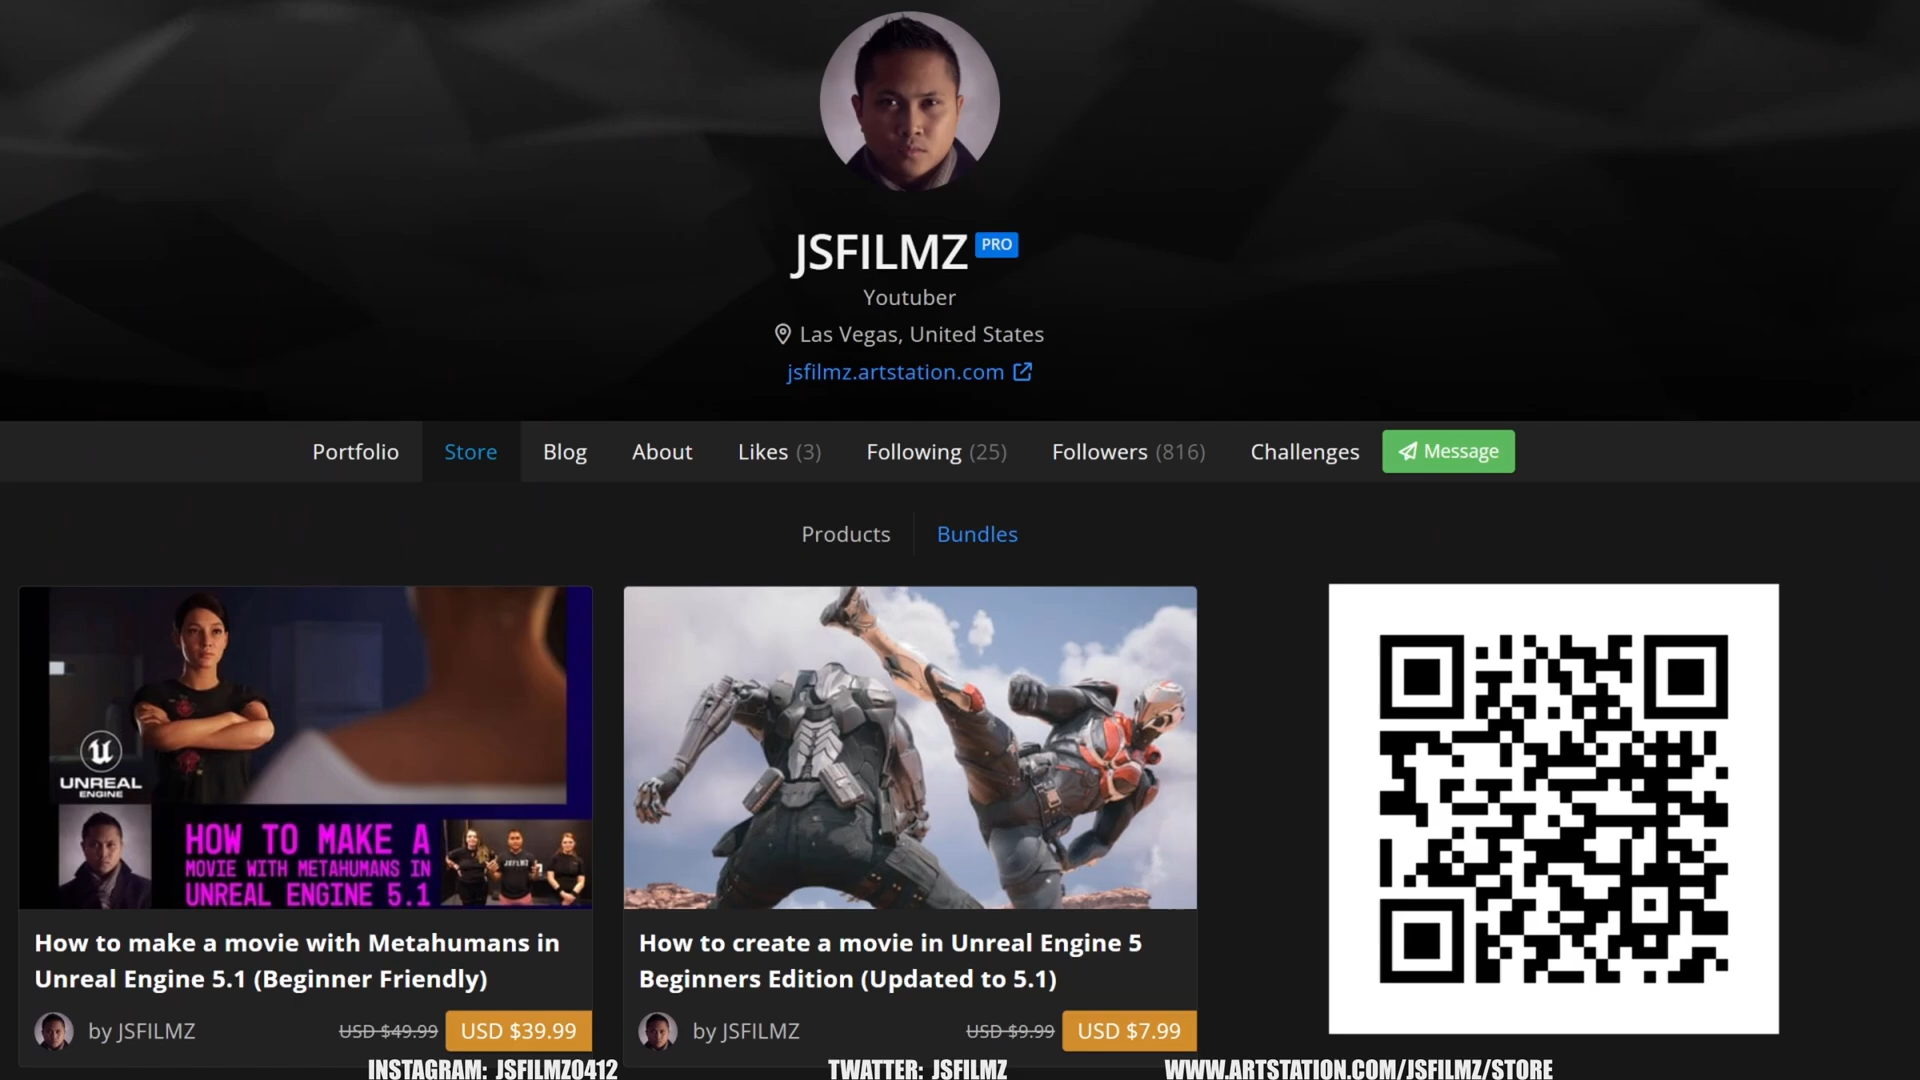 JSFILMZ PRO
Youtuber
Las Vegas, United States
jsfilmz.artstation.com
Portfolio Store Blog About Likes (3) Following (25) Followers (816) Challenges Message
Products Bundles
UNREAL
ENGINE
JSFILMZ
HOW TO MAKE A
MOVIE WITH METAHUMANS IN
UNREAL ENGINE 5.1
How to make a movie with Metahumans in
Unreal Engine 5.1 (Beginner Friendly)
by JSFILMZ USD $49.99 USD $39.99
How to create a movie in Unreal Engine 5
Beginners Edition (Updated to 5.1)
by JSFILMZ USD $9.99 USD $7.99
INSTAGRAM: JSFILMZ0412 TWATTER: JSFILMZ WWW.ARTSTATION.COM/JSFILMZ/STORE